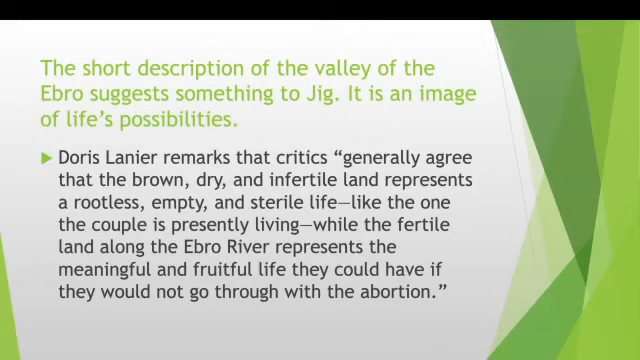 The short description of the valley of the
Ebro suggests something to Jig. It is an image
of life’s possibilities.
Doris Lanier remarks that critics “generally agree
that the brown, dry, and infertile land represents
a rootless, empty, and sterile life—like the one
the couple is presently living—while the fertile
land along the Ebro River represents the
meaningful and fruitful life they could have if
they would not go through with the abortion.”